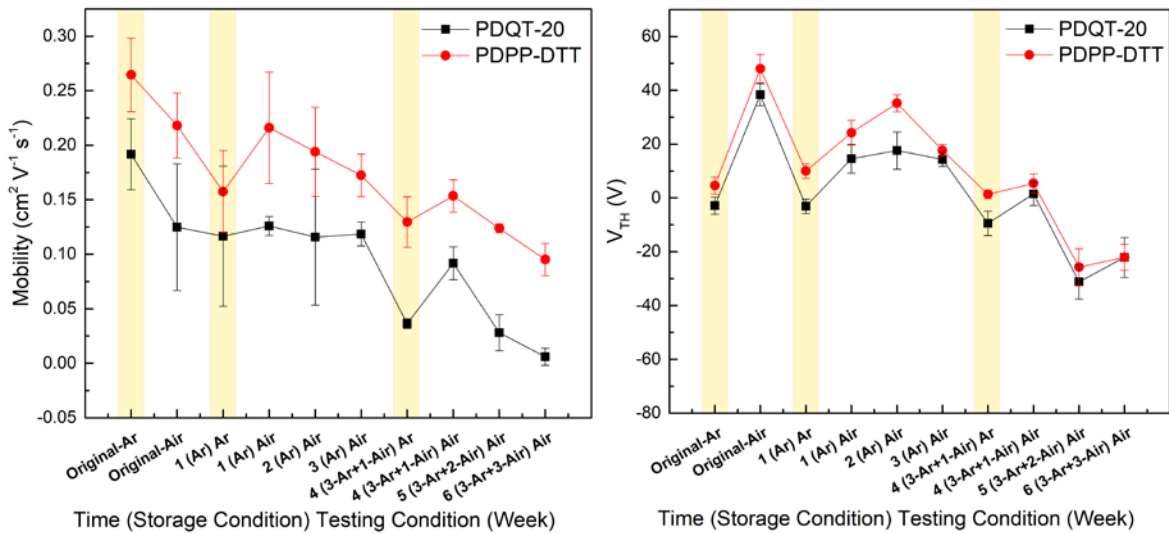 PDQT-20
PDPP-DTT
Mobility (cm² V⁻¹ s⁻¹)
0.30
0.25
0.20
0.15
0.10
0.05
0.00
-0.05
Original-Ar
Original-Air
1 (Ar) Ar
1 (Ar) Air
2 (Ar) Air
3 (Ar) Air
4 (3-Ar+1-Air) Ar
4 (3-Ar+1-Air) Air
5 (3-Ar+2-Air) Air
6 (3-Ar+3-Air) Air
Time (Storage Condition) Testing Condition (Week)
PDQT-20
PDPP-DTT
V_TH (V)
60
40
20
0
-20
-40
-60
-80
Original-Ar
Original-Air
1 (Ar) Ar
1 (Ar) Air
2 (Ar) Air
3 (Ar) Air
4 (3-Ar+1-Air) Ar
4 (3-Ar+1-Air) Air
5 (3-Ar+2-Air) Air
6 (3-Ar+3-Air) Air
Time (Storage Condition) Testing Condition (Week)